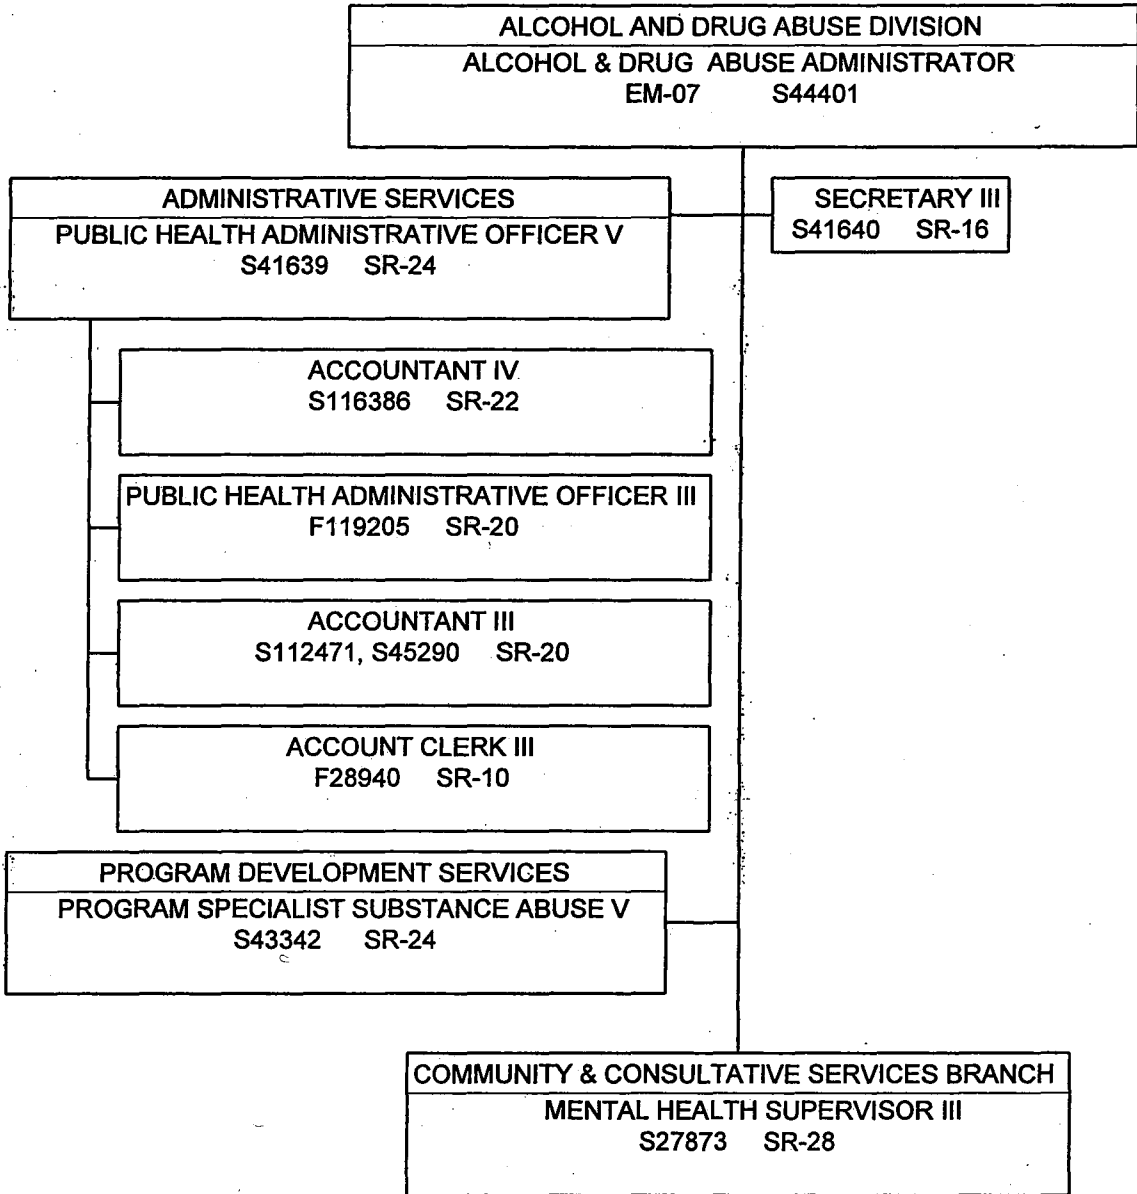 ALCOHOL AND DRUG ABUSE DIVISION
ALCOHOL & DRUG ABUSE ADMINISTRATOR
EM-07 S44401
ADMINISTRATIVE SERVICES
PUBLIC HEALTH ADMINISTRATIVE OFFICER V
S41639 SR-24
SECRETARY III
S41640 SR-16
ACCOUNTANT IV
S116386 SR-22
PUBLIC HEALTH ADMINISTRATIVE OFFICER III
F119205 SR-20
ACCOUNTANT III
S112471, S45290 SR-20
ACCOUNT CLERK III
F28940 SR-10
PROGRAM DEVELOPMENT SERVICES
PROGRAM SPECIALIST SUBSTANCE ABUSE V
S43342 SR-24
COMMUNITY & CONSULTATIVE SERVICES BRANCH
MENTAL HEALTH SUPERVISOR III
S27873 SR-28